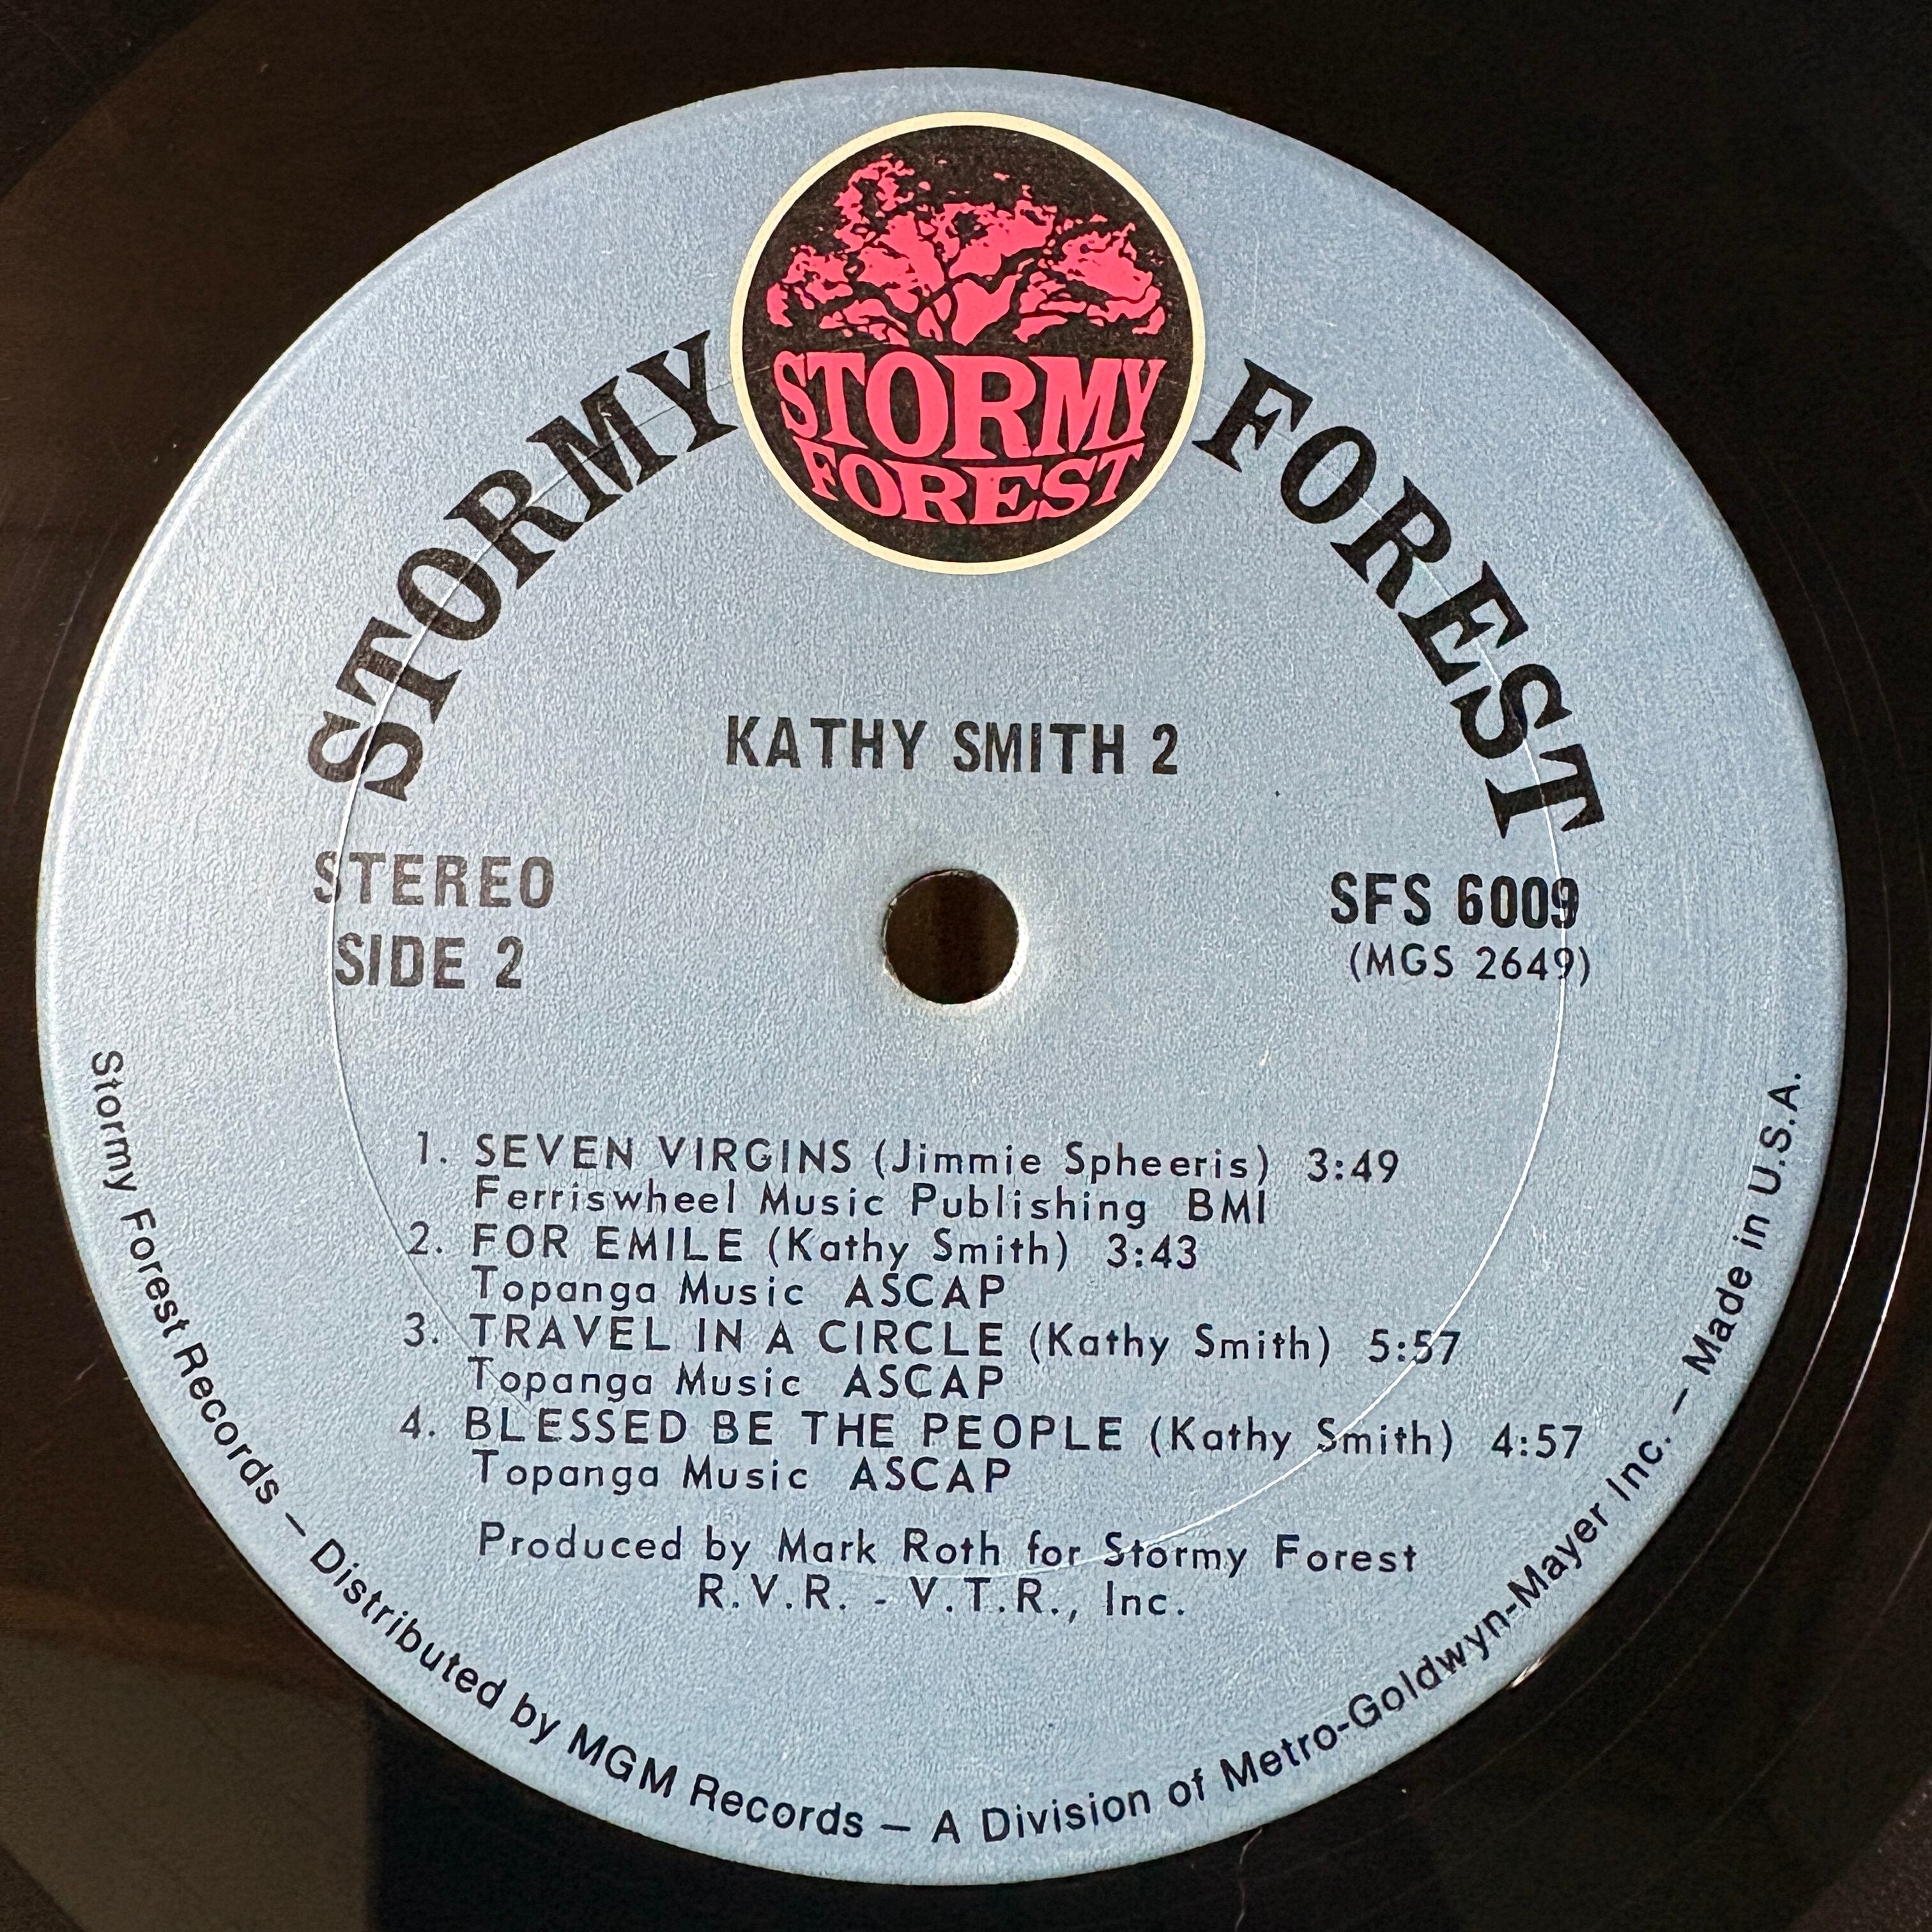 STORMY
FOREST
STORMY FOREST
KATHY SMITH 2
STEREO
SIDE 2
SFS 6009
(MGS 2649)
1. SEVEN VIRGINS (Jimmie Spheeris) 3:49
Ferriswheel Music Publishing BMI
2. FOR EMILE (Kathy Smith) 3:43
Topanga Music ASCAP
3. TRAVEL IN A CIRCLE (Kathy Smith) 5:57
Topanga Music ASCAP
4. BLESSED BE THE PEOPLE (Kathy Smith) 4:57
Topanga Music ASCAP
Produced by Mark Roth for Stormy Forest
R.V.R. - V.T.R., Inc.
Stormy Forest Records – Distributed by MGM Records – A Division of Metro-Goldwyn-Mayer Inc. – Made in U.S.A.